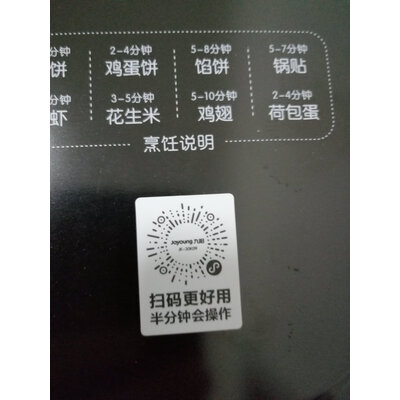 分钟 2-4分钟 5-8分钟 5-7分钟
饼 鸡蛋饼 馅饼 锅贴
分钟 3-5分钟 5-10分钟 2-4分钟
虾 花生米 鸡翅 荷包蛋
烹饪说明
Joyoung 九阳
扫码更好用
半分钟会操作